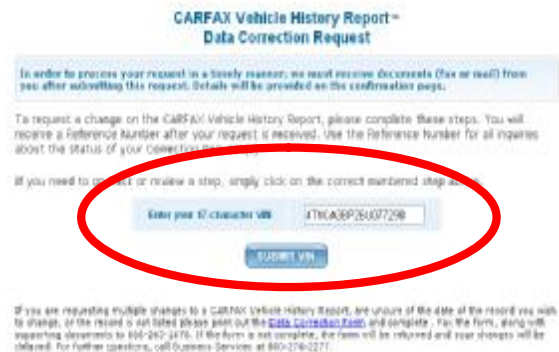 CARFAX Vehicle History Report-
Data Correction Request
In order to process your request in a timely manner, we must receive documents (fax or mail) from
you after submitting this request. Details will be provided on the confirmation page.
To request a change on the CARFAX Vehicle History Report, please complete these steps. You will
receive a Reference Number after your request is received. Use the Reference Number for all inquiries
about the status of your
If you need to or review a step, simply click on the correct numbered step
Enter your 17 character VIN
SUBMIT VIN
If you are requesting multiple changes to a CARFAX Vehicle History Report, are unsure of the date of the record you wish
to change, or the record is not listed please print out the Data Correction Form and complete. Fax the form, along with
supporting documents to If the form is not complete, the form will be returned and your changes will be
delayed. For further questions, call Business Services at